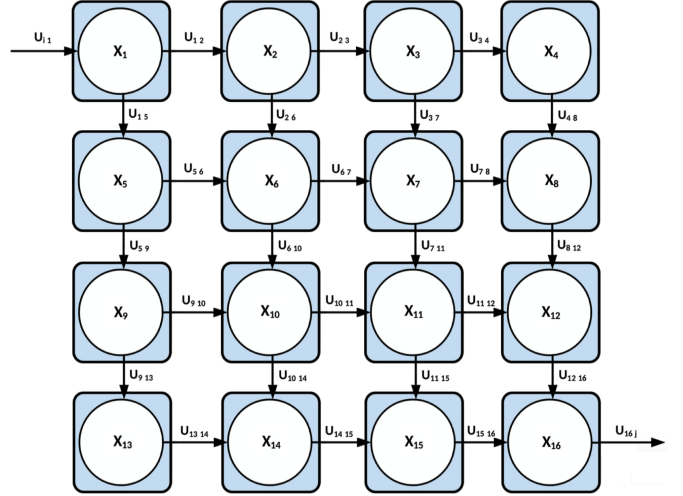 Ui 1 X1 U1 2 X2 U2 3 X3 U3 4 X4
U1 5 U2 6 U3 7 U4 8
X5 U5 6 X6 U6 7 X7 U7 8 X8
U5 9 U6 10 U7 11 U8 12
X9 U9 10 X10 U10 11 X11 U11 12 X12
U9 13 U10 14 U11 15 U12 16
X13 U13 14 X14 U14 15 X15 U15 16 X16 U16 j